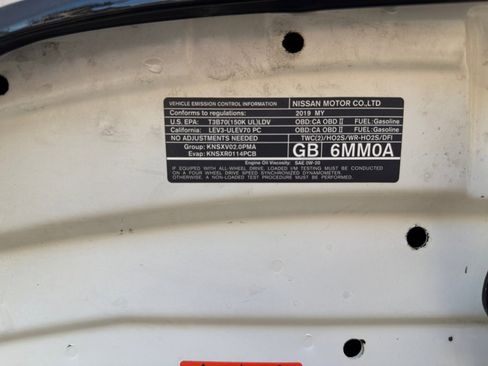 VEHICLE EMISSION CONTROL INFORMATION NISSAN MOTOR CO.,LTD
Conforms to regulations: 2019 MY
U.S. EPA: T3B70(150K UL)LDV OBD:CA OBD II FUEL:Gasoline
California: LEV3-ULEV70 PC OBD:CA OBD II FUEL:Gasoline
NO ADJUSTMENTS NEEDED TWC(2)/HO2S/WR-HO2S/DFI
Group: KNSXV02.0PMA
Evap: KNSXR0114PCB
GB 6MM0A
Engine Oil Viscosity: SAE 0W-20
IF EQUIPPED WITH ALL-WHEEL DRIVE, LOADED I/M TESTING MUST BE CONDUCTED
ON A FOUR WHEEL DRIVE SPEED SYNCHRONIZED DYNAMOMETER.
OTHERWISE, A NON-LOADED TEST PROCEDURE MUST BE PERFORMED.